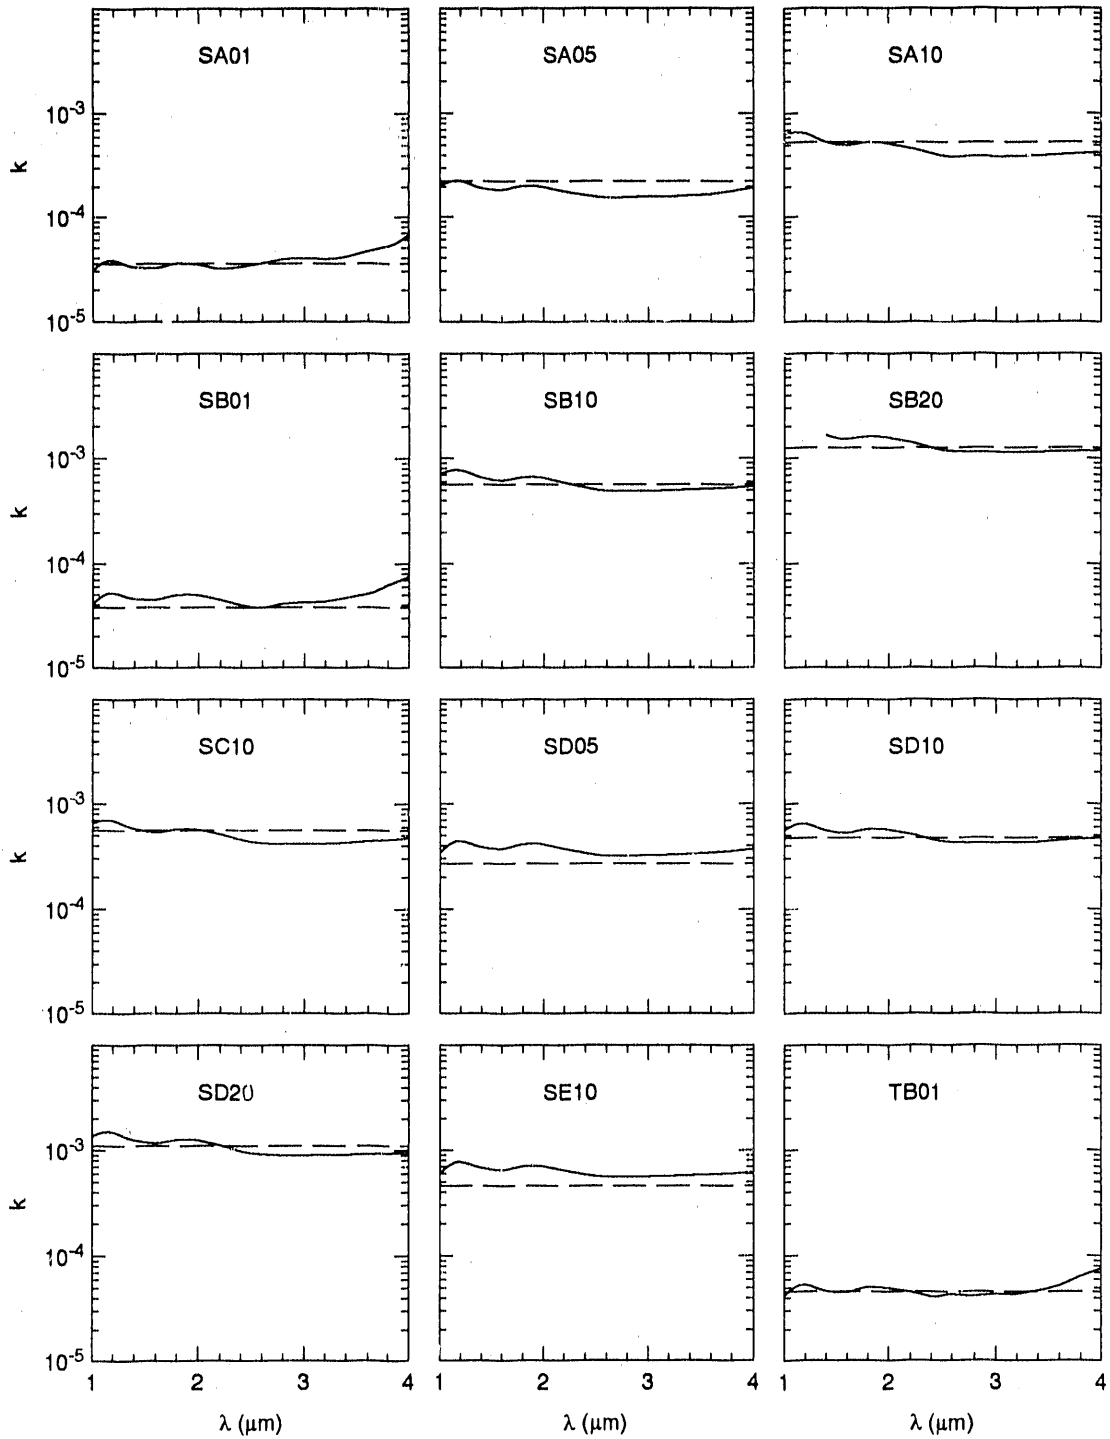 SA01 SA05 SA10
10⁻³
k
10⁻⁴
10⁻⁵
SB01 SB10 SB20
10⁻³
k
10⁻⁴
10⁻⁵
SC10 SD05 SD10
10⁻³
k
10⁻⁴
10⁻⁵
SD20 SE10 TB01
10⁻³
k
10⁻⁴
10⁻⁵
1 2 3 4 2 3 1 2 3 4
λ (μm) λ (μm) λ (μm)